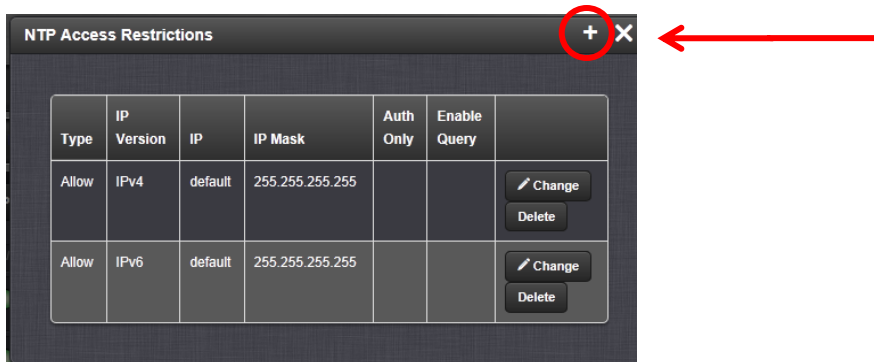 NTP Access Restrictions + ×
Type IP Version IP IP Mask Auth Only Enable Query
Allow IPv4 default 255.255.255.255 Change
Delete
Allow IPv6 default 255.255.255.255 Change
Delete